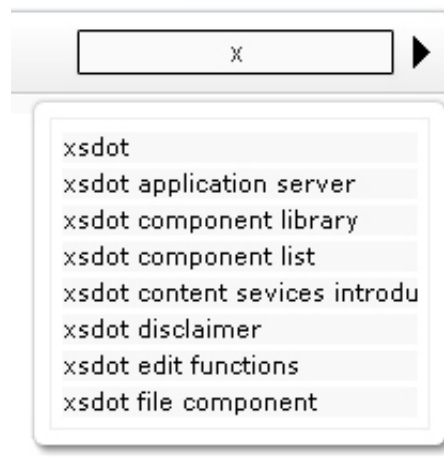 x
xsdot
xsdot application server
xsdot component library
xsdot component list
xsdot content sevices introdu
xsdot disclaimer
xsdot edit functions
xsdot file component